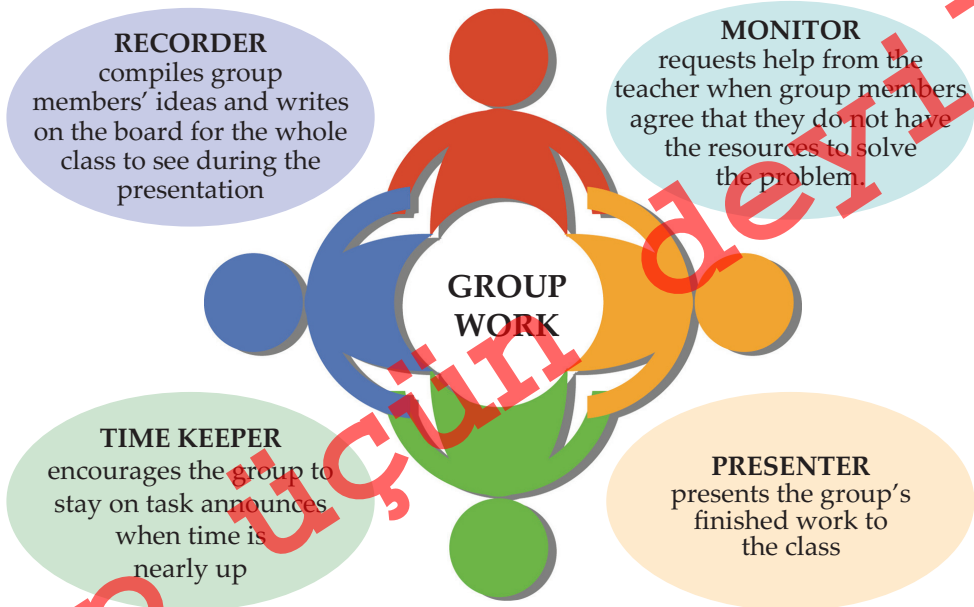 RECORDER
compiles group
members’ ideas and writes
on the board for the whole
class to see during the
presentation
MONITOR
requests help from the
teacher when group members
agree that they do not have
the resources to solve
the problem.
GROUP
WORK
TIME KEEPER
encourages the group to
stay on task announces
when time is
nearly up
PRESENTER
presents the group’s
finished work to
the class
üçün deyi